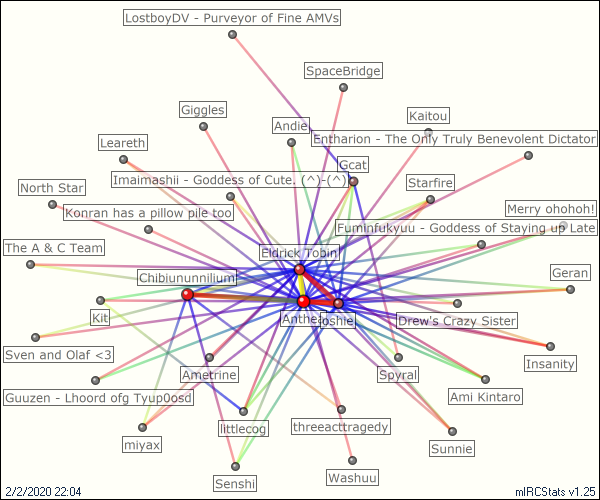 LostboyDV - Purveyor of Fine AMVs
SpaceBridge
Giggles
Kaitou
Andie
Leareth
Entharion - The Only Truly Benevolent Dictator
Gcat
Imaimashii - Goddess of Cute. (^)-(^)
Starfire
North Star
Konran has a pillow pile too
Merry ohohoh!
Fuminfukyuu - Goddess of Staying up Late
The A & C Team
Eldrick Tobin
Chibiumunnilium
Geran
Kit
Anthe
oshie
Drew's Crazy Sister
Sven and Olaf <3
Insanity
Ametrine
Spyral
Guuzen - Lhoord ofg Tyup0osd
Ami Kintaro
miyax
littlecog
threeacttragedy
Sunnie
Senshi
Washuu
2/2/2020 22:04
mIRCStats v1.25